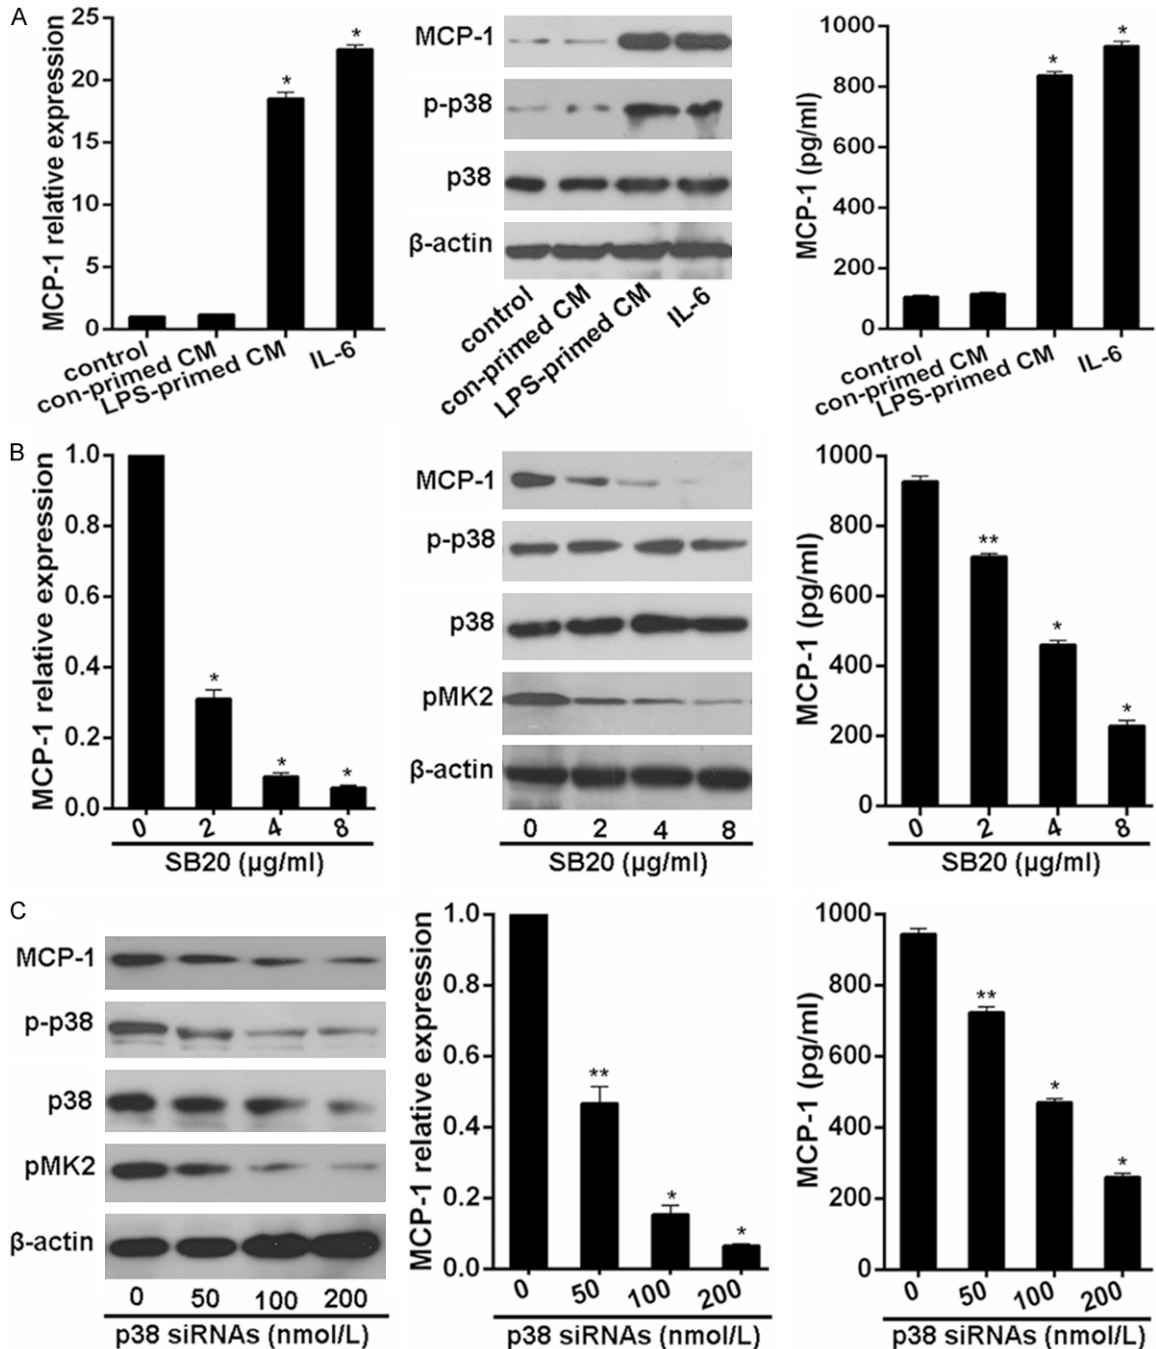 A
MCP-1 relative expression
25
20
15
10
5
0
control
con-primed CM
LPS-primed CM
IL-6
*
*
MCP-1
p-p38
p38
β-actin
control
con-primed CM
LPS-primed CM
IL-6
MCP-1 (pg/ml)
1000
800
600
400
200
0
control
con-primed CM
LPS-primed CM
IL-6
*
*
B
MCP-1 relative expression
1.0
0.8
0.6
0.4
0.2
0.0
*
*
*
0 2 4 8
SB20 (μg/ml)
MCP-1
p-p38
p38
pMK2
β-actin
0 2 4 8
SB20 (μg/ml)
MCP-1 (pg/ml)
1000
800
600
400
200
0
**
*
*
0 2 4 8
SB20 (μg/ml)
C
MCP-1
p-p38
p38
pMK2
β-actin
0 50 100 200
p38 siRNAs (nmol/L)
MCP-1 relative expression
1.0
0.8
0.6
0.4
0.2
0.0
**
*
*
0 50 100 200
p38 siRNAs (nmol/L)
MCP-1 (pg/ml)
1000
800
600
400
200
0
**
*
*
0 50 100 200
p38 siRNAs (nmol/L)